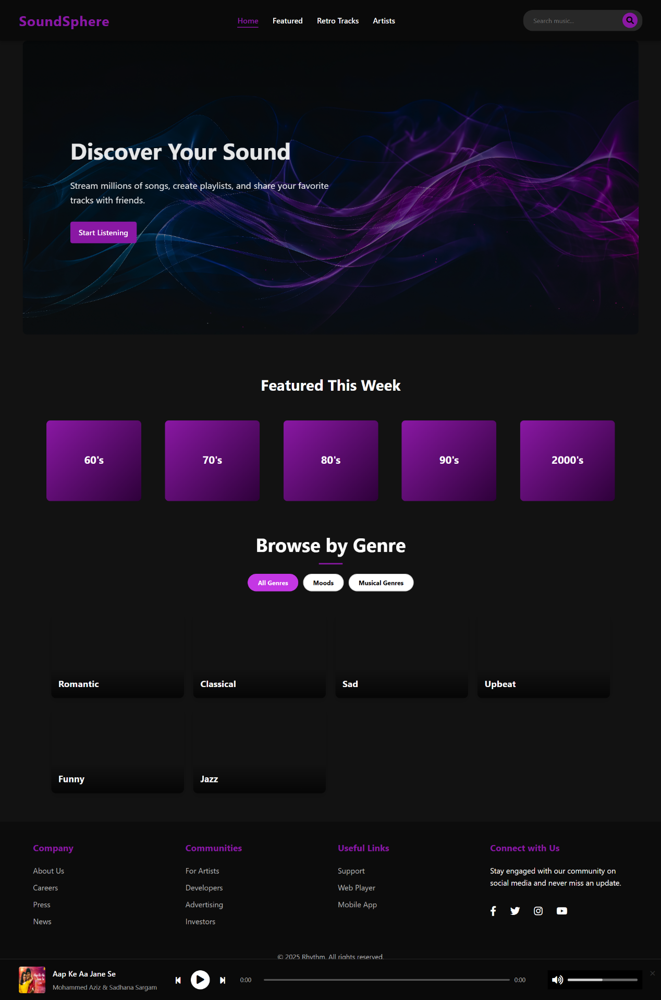 SoundSphere
Home Featured Retro Tracks Artists
Search music...
Discover Your Sound
Stream millions of songs, create playlists, and share your favorite
tracks with friends.
Start Listening
Featured This Week
60's 70's 80's 90's 2000's
Browse by Genre
All Genres Moods Musical Genres
Romantic Classical Sad Upbeat
Funny Jazz
Company
About Us
Careers
Press
News
Communities
For Artists
Developers
Advertising
Investors
Useful Links
Support
Web Player
Mobile App
Connect with Us
Stay engaged with our community on
social media and never miss an update.
© 2025 Rhythm. All rights reserved.
Aap Ke Aa Jane Se
Mohammed Aziz & Sadhana Sargam
0:00 0:00